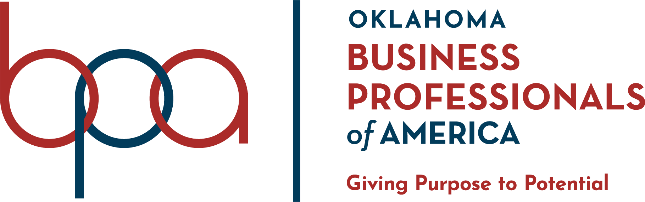 bpa
OKLAHOMA
BUSINESS
PROFESSIONALS
of AMERICA
Giving Purpose to Potential